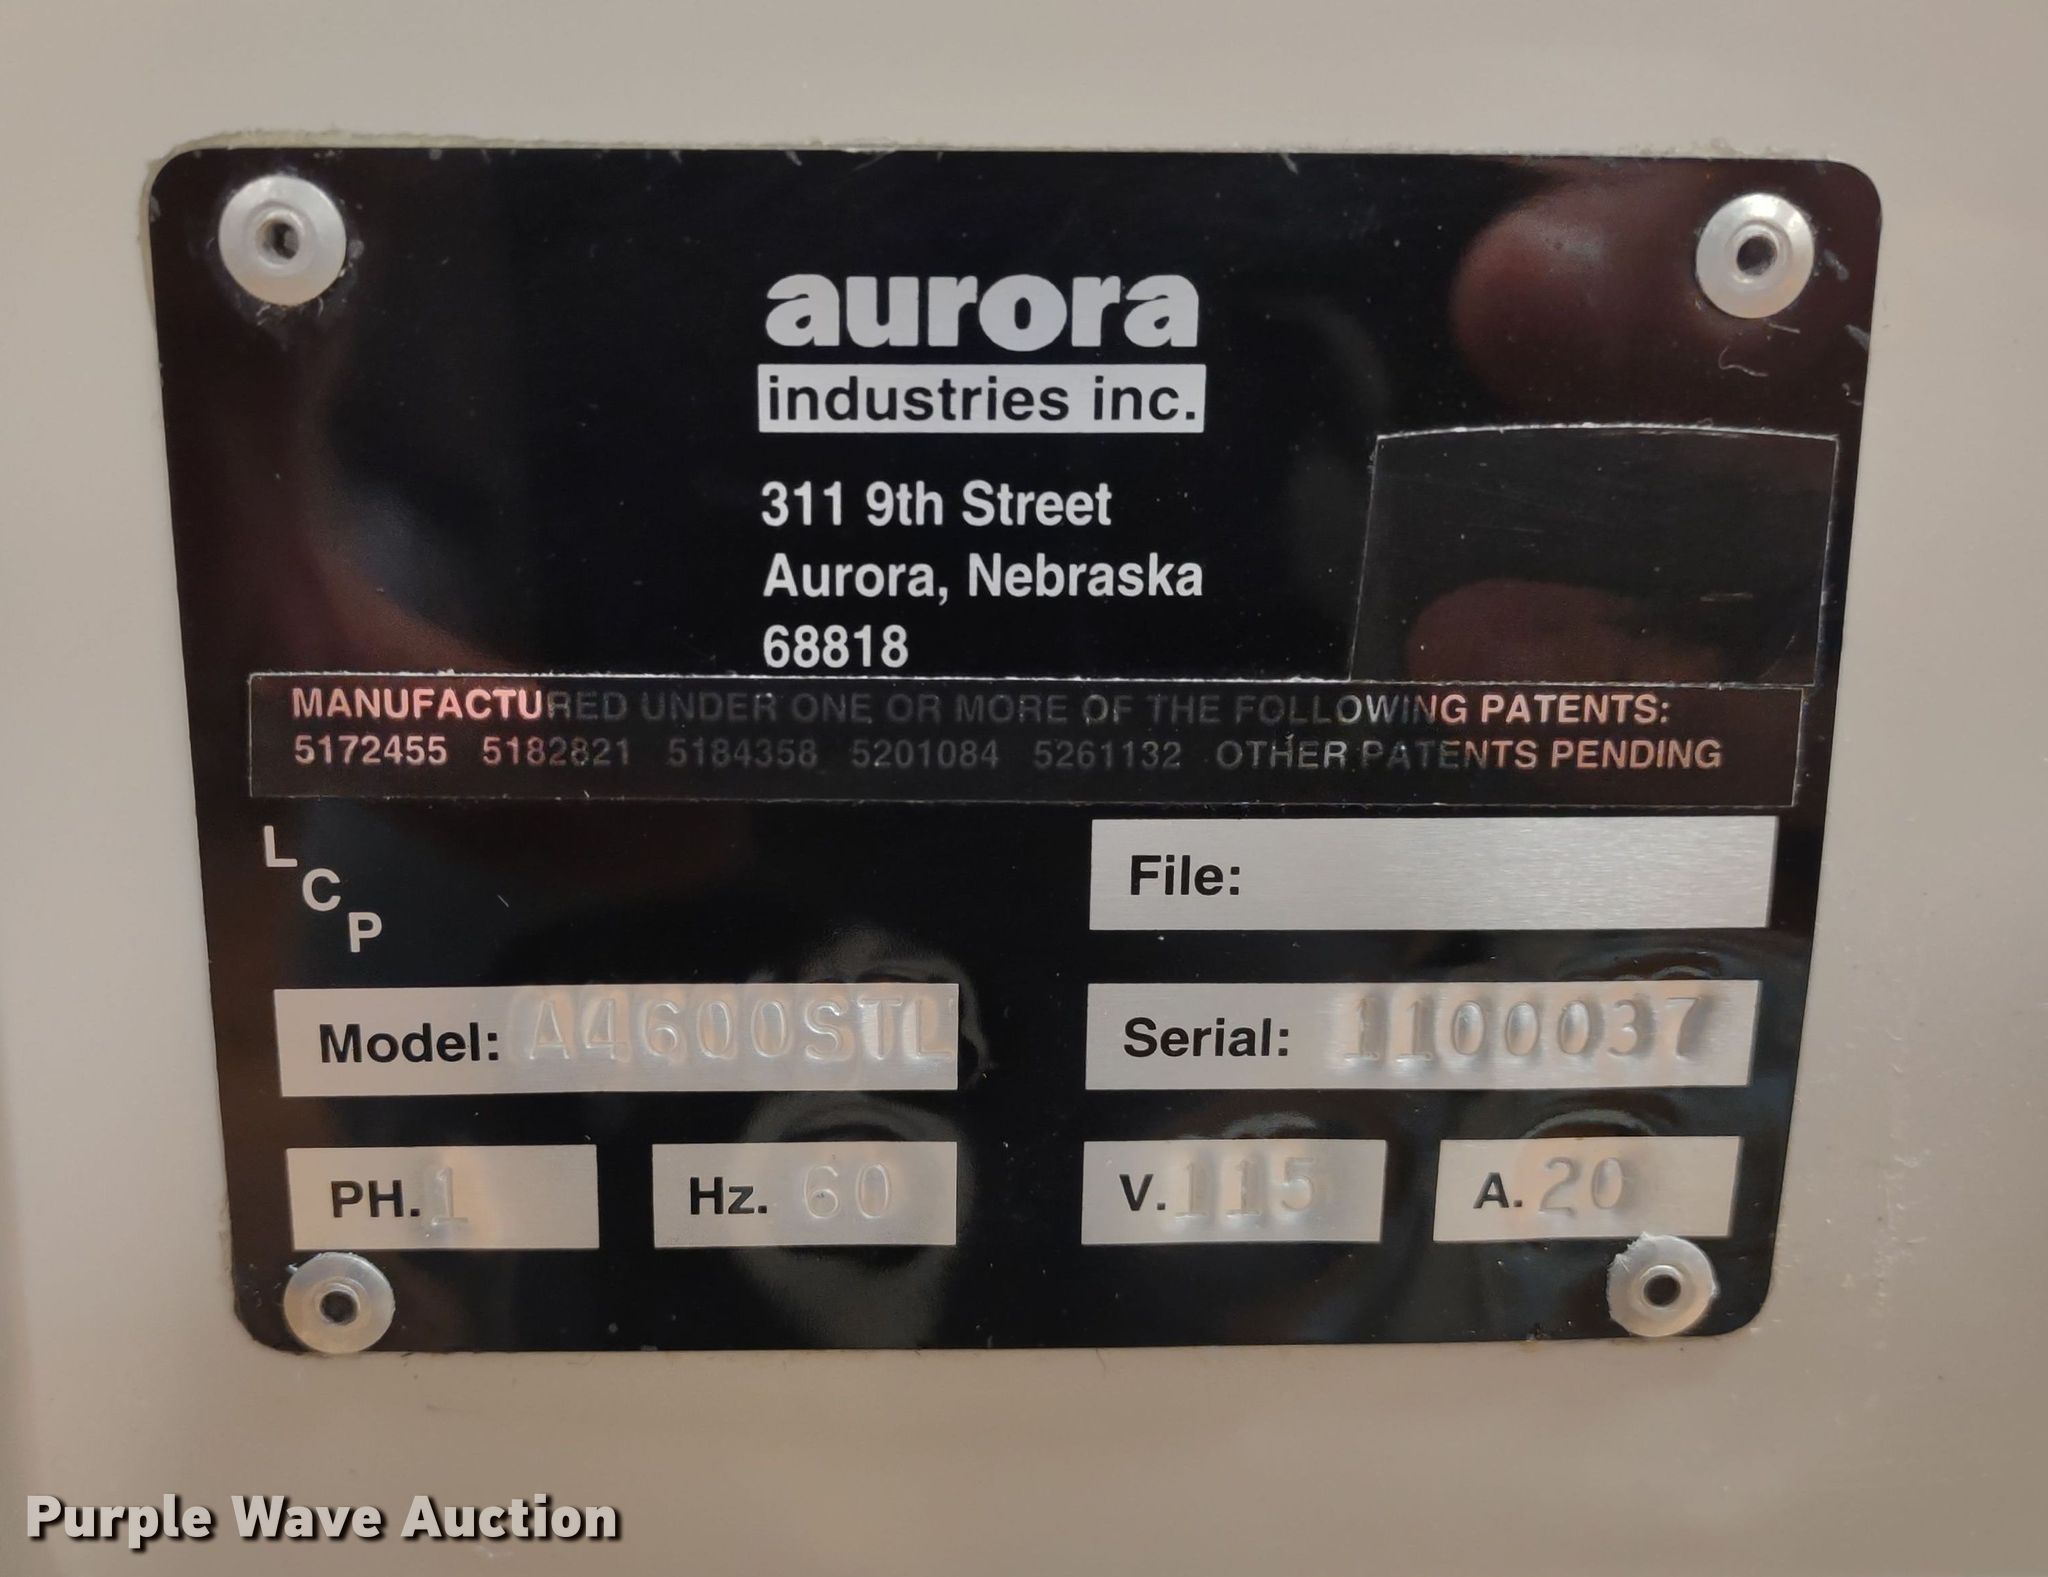 aurora
industries inc.
311 9th Street
Aurora, Nebraska
68818
MANUFACTURED UNDER ONE OR MORE OF THE FOLLOWING PATENTS:
5172455 5182821 5184358 5201084 5261132 OTHER PATENTS PENDING
L
C
P
File:
Model: A4600STL
Serial: 1100037
PH. 1
Hz. 60
V. 115
A. 20
Purple Wave Auction